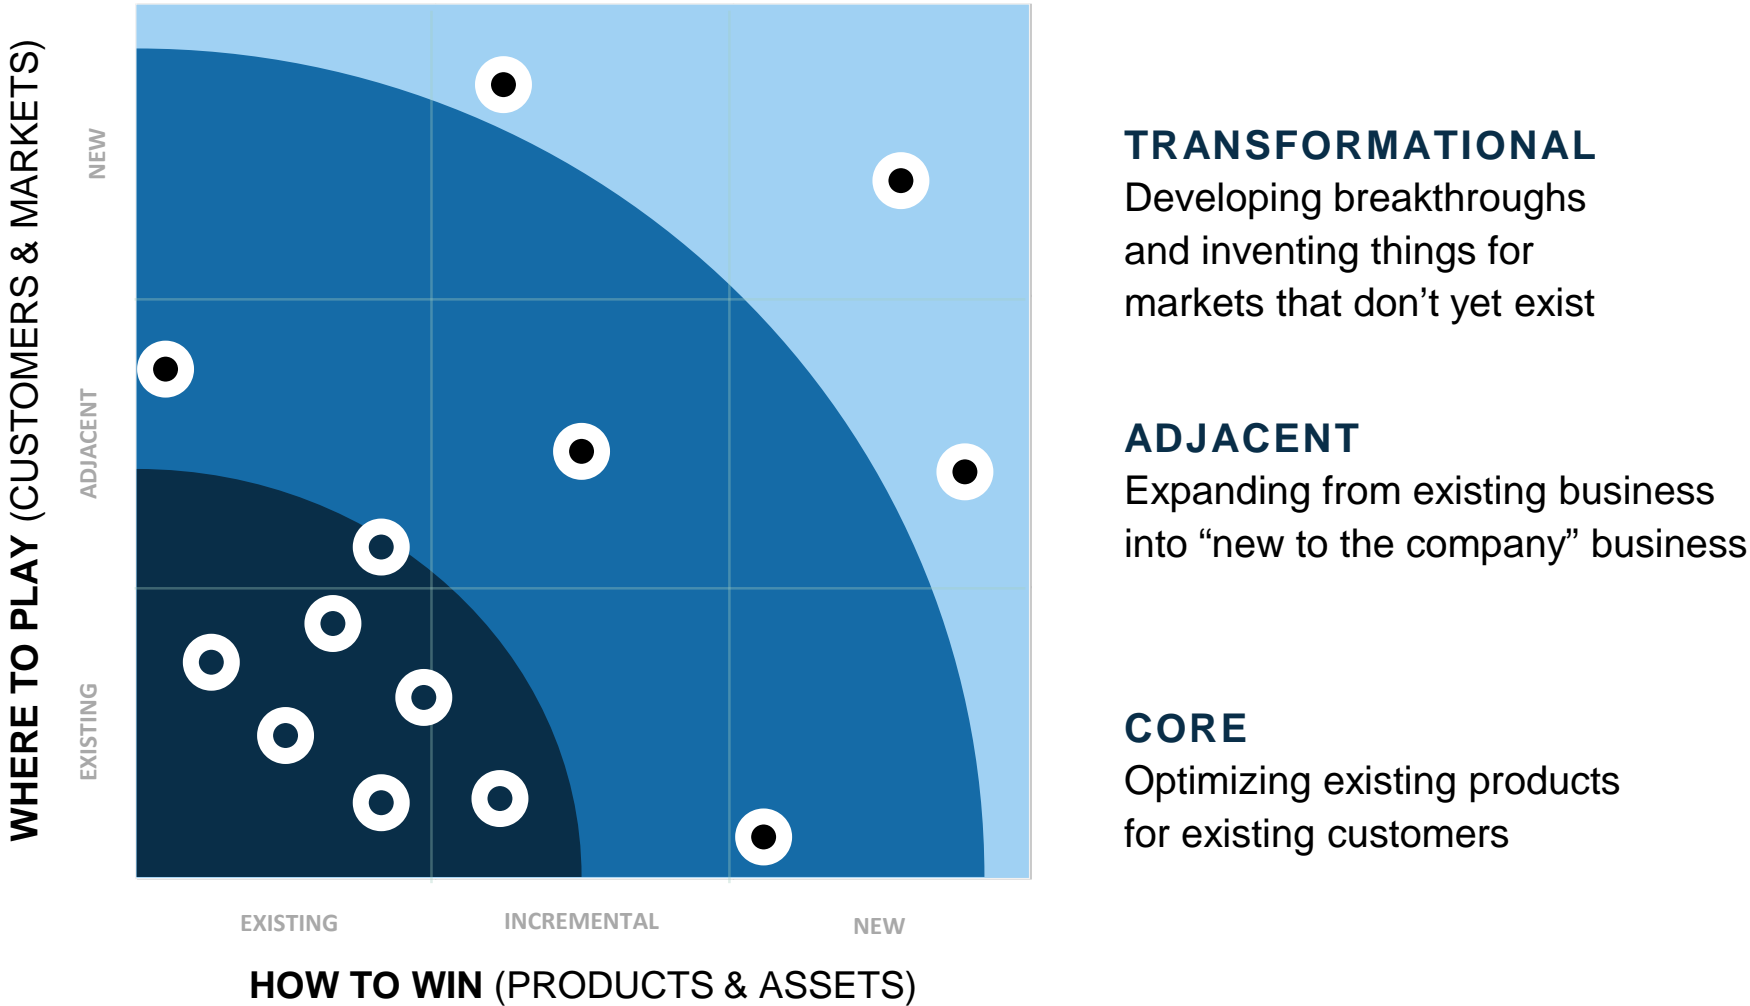 WHERE TO PLAY (CUSTOMERS & MARKETS)
NEW
ADJACENT
EXISTING
EXISTING
INCREMENTAL
NEW
HOW TO WIN (PRODUCTS & ASSETS)
TRANSFORMATIONAL
Developing breakthroughs
and inventing things for
markets that don’t yet exist
ADJACENT
Expanding from existing business
into “new to the company” business
CORE
Optimizing existing products
for existing customers